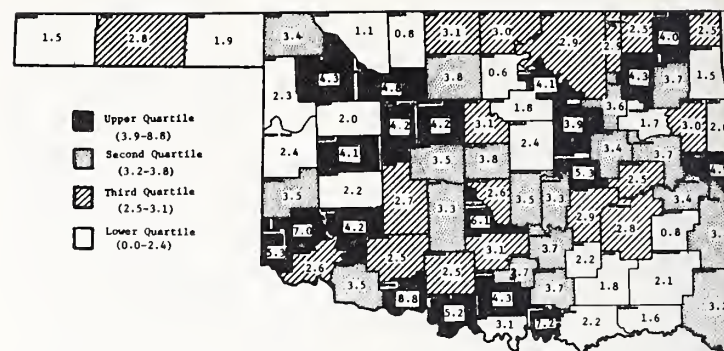 1.5 2.8 1.9 3.4 1.1 0.8 3.1 3.0 2.9 2.9 2.5 4.0 2.5
4.3 4.8 3.8 0.6 4.1 4.3 3.7 1.5
2.3 2.0 4.2 4.2 3.1 1.8 3.9 3.6 1.7 3.0
Upper Quartile
(3.9-8.8)
2.4 4.1 3.5 3.8 2.4 5.3 3.4 3.7 2.5
Second Quartile
(3.2-3.8)
3.5 2.2 2.7 3.3 2.6 3.5 3.3 2.9 2.8 3.4
Third Quartile
(2.5-3.1)
7.0 4.2 6.1 3.1 3.7 2.2 0.8
Lower Quartile
(0.0-2.4)
5.3 2.6 2.5 2.5 2.7 3.7 1.8 2.1
3.5 8.8 5.2 4.3
3.1 7.2 2.2 1.6